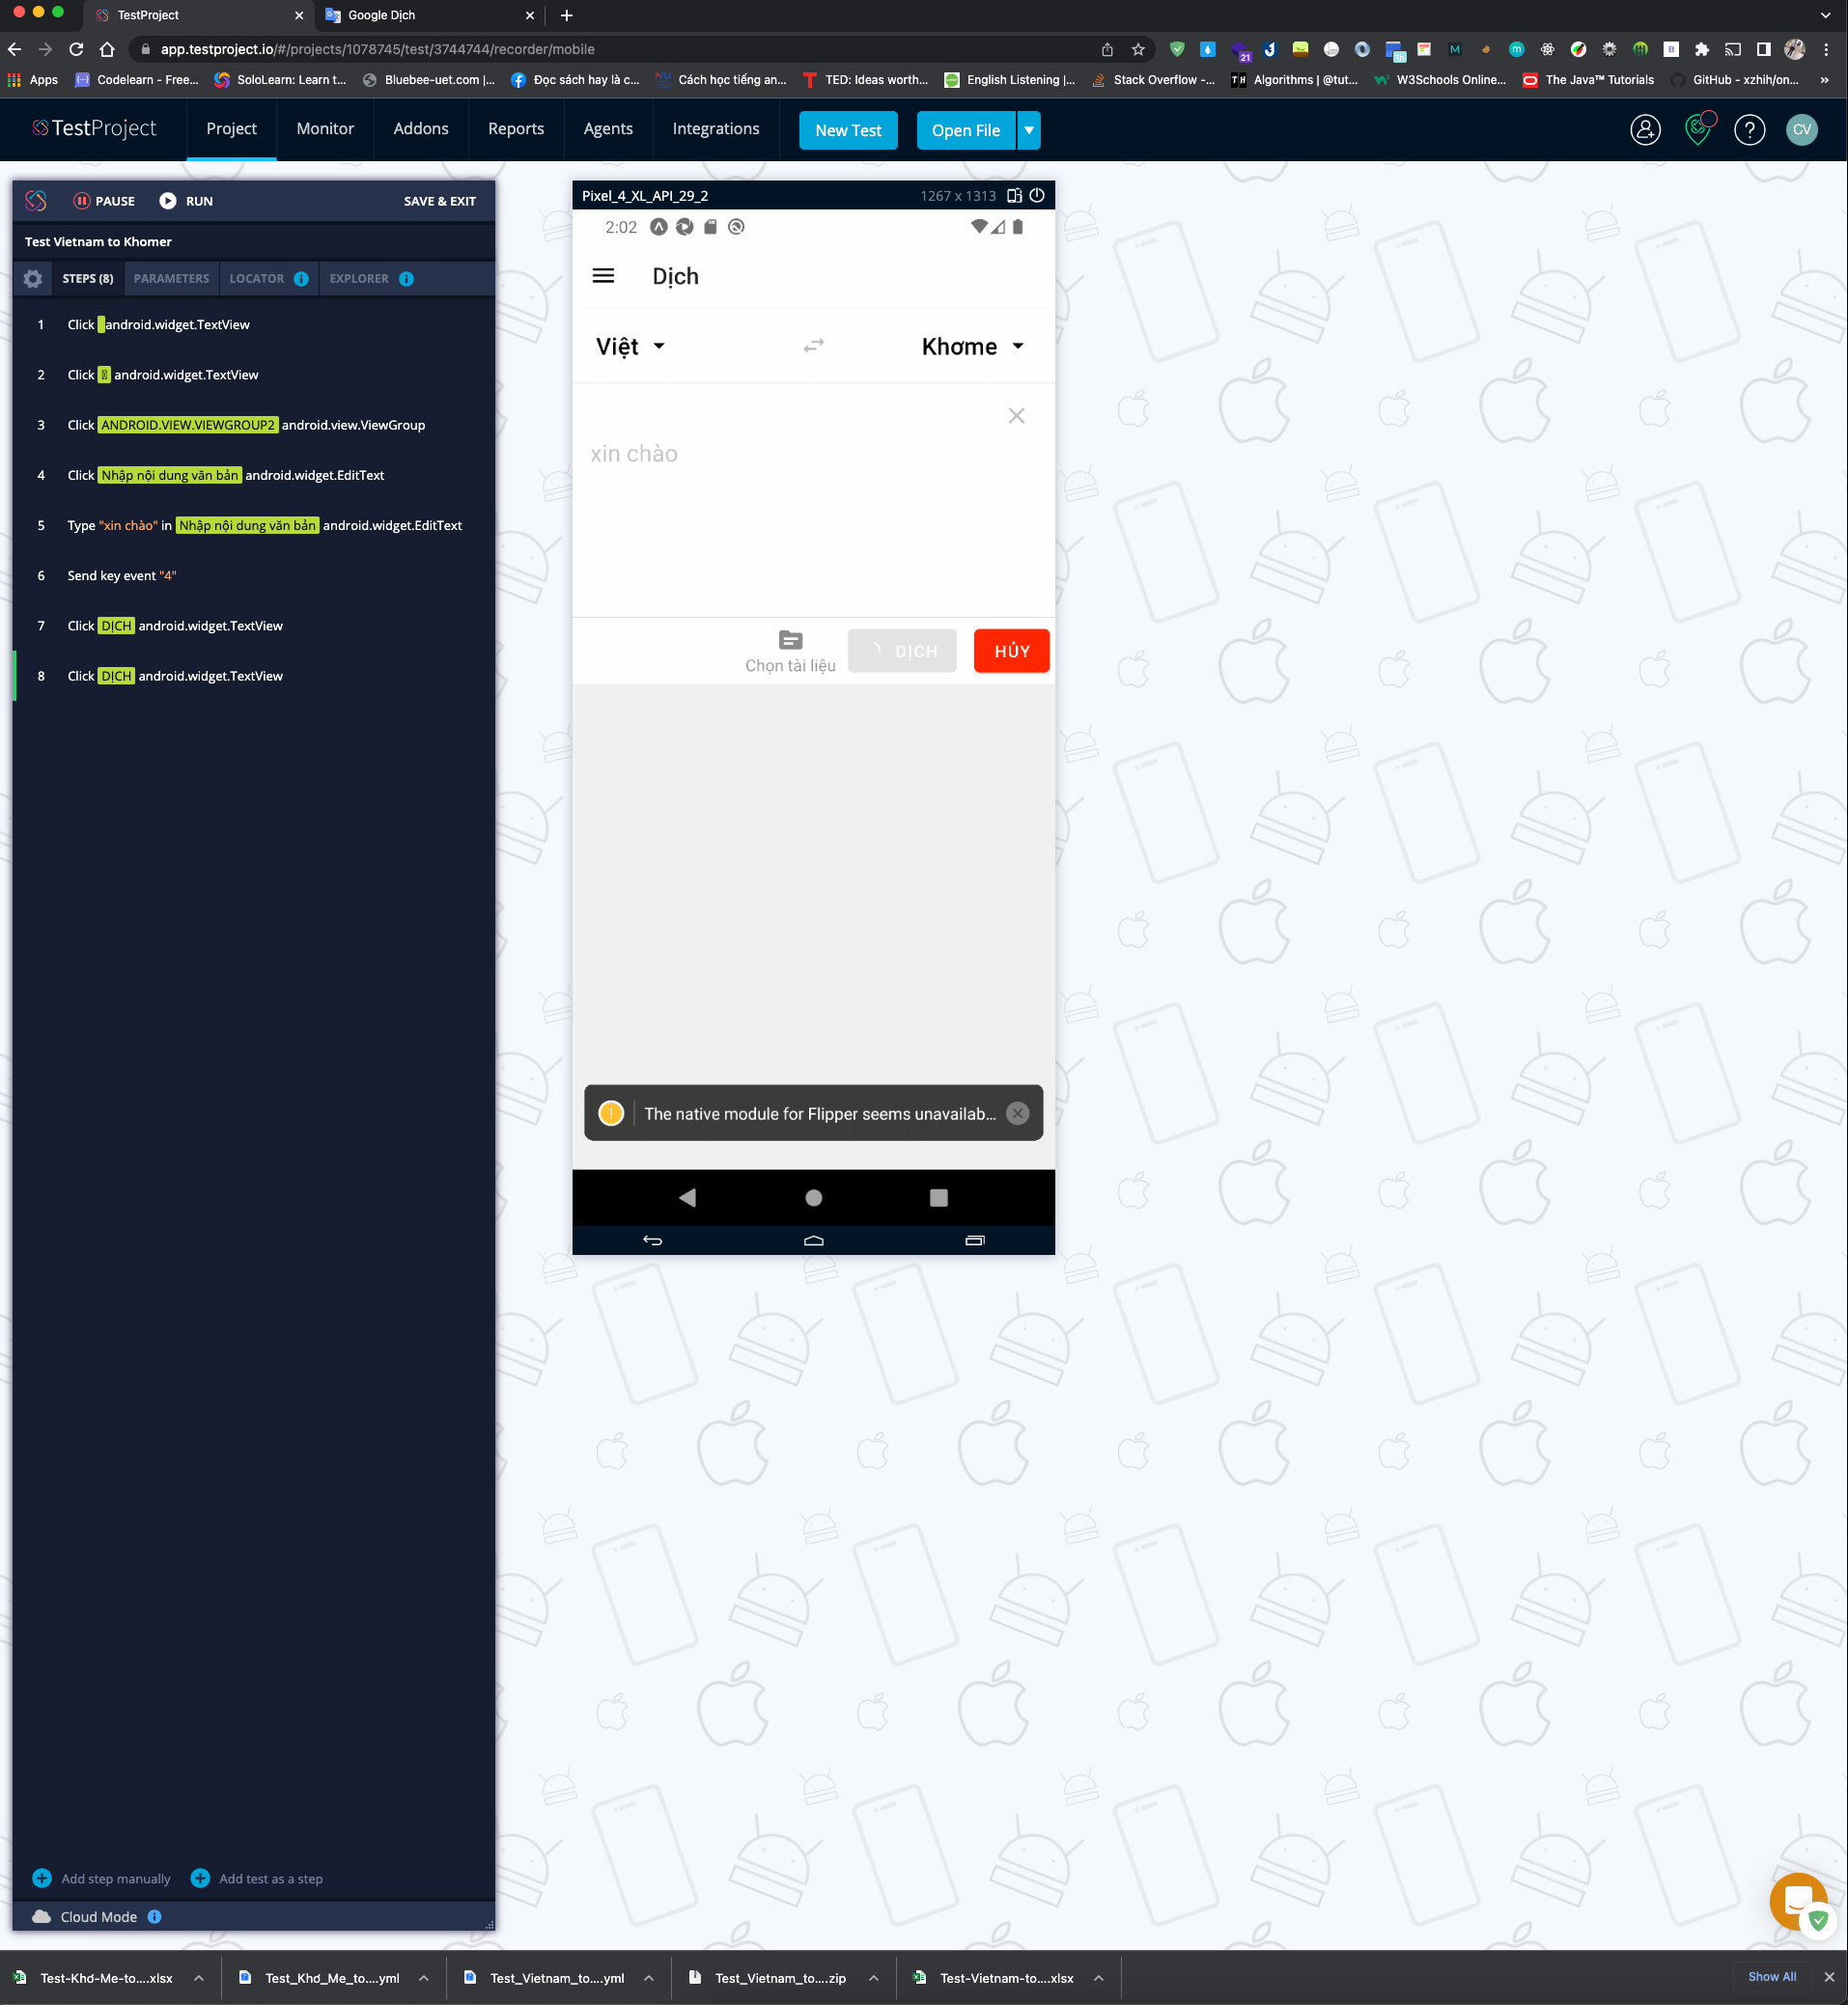 TestProject
Google Dịch
app.testproject.io/#/projects/1078745/test/3744744/recorder/mobile
21
1h
Apps
Codelearn - Free...
SoloLearn: Learn t...
Bluebee-uet.com |...
Đọc sách hay là c...
Cách học tiếng an...
TED: Ideas worth...
English Listening |...
Stack Overflow -...
Algorithms | @tut...
W3Schools Online...
The Java™ Tutorials
GitHub - xzhih/on...
»
TestProject
Project
Monitor
Addons
Reports
Agents
Integrations
New Test
Open File
CV
PAUSE
RUN
SAVE & EXIT
Test Vietnam to Khomer
STEPS (8)
PARAMETERS
LOCATOR
EXPLORER
1 Click android.widget.TextView
2 Click android.widget.TextView
3 Click ANDROID.VIEW.VIEWGROUP2 android.view.ViewGroup
4 Click Nhập nội dung văn bản android.widget.EditText
5 Type "xin chào" in Nhập nội dung văn bản android.widget.EditText
6 Send key event "4"
7 Click DỊCH android.widget.TextView
8 Click DỊCH android.widget.TextView
Add step manually
Add test as a step
Cloud Mode
Pixel_4_XL_API_29_2
1267 x 1313
2:02
Dịch
Việt
Khơme
xin chào
Chọn tài liệu
DỊCH
HỦY
The native module for Flipper seems unavailab...
Test-Khơ-Me-to....xlsx
Test_Khơ_Me_to....yml
Test_Vietnam_to....yml
Test_Vietnam_to....zip
Test-Vietnam-to....xlsx
Show All